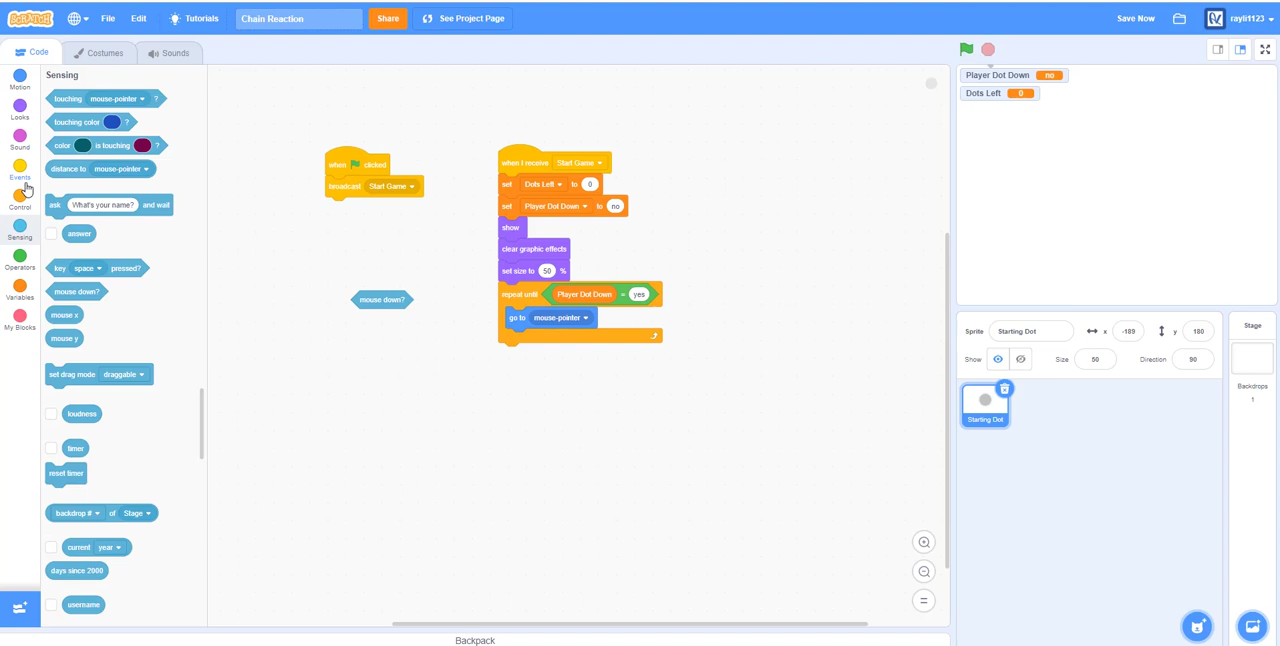 SCRATCH File Edit Tutorials Chain Reaction Share See Project Page Save Now rayli1123
Code Costumes Sounds
Motion
Looks
Sound
Events
Control
Sensing
Operators
Variables
My Blocks
Sensing
touching mouse-pointer ?
touching color ?
color is touching ?
distance to mouse-pointer
ask What's your name? and wait
answer
key space pressed?
mouse down?
mouse x
mouse y
set drag mode draggable
loudness
timer
reset timer
backdrop # of Stage
current year
days since 2000
username
when clicked
broadcast Start Game
mouse down?
when I receive Start Game
set Dots Left to 0
set Player Dot Down to no
show
clear graphic effects
set size to 50 %
repeat until Player Dot Down = yes
go to mouse-pointer
Backpack
Player Dot Down no
Dots Left 0
Sprite Starting Dot x -189 y 180
Show Size 50 Direction 90
Starting Dot
Stage
Backdrops
1